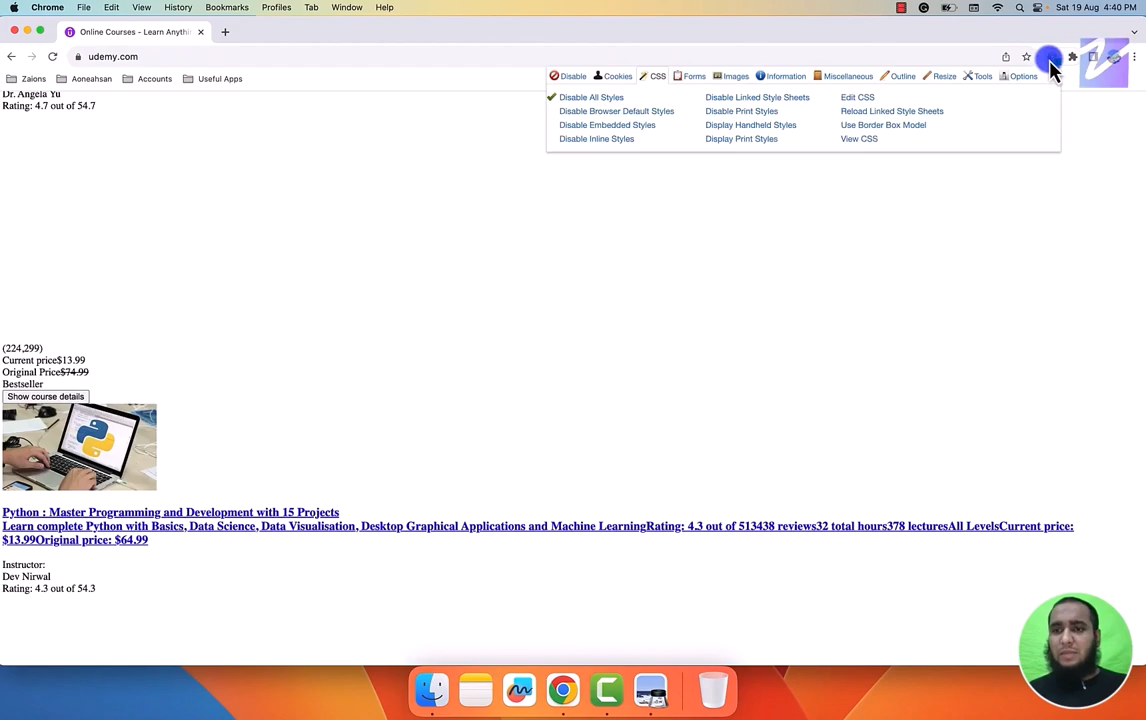 Chrome File Edit View History Bookmarks Profiles Tab Window Help
Sat 19 Aug 4:40 PM
Online Courses - Learn Anythin
udemy.com
Zaions Aoneahsan Accounts Useful Apps
Disable Cookies CSS Forms Images Information Miscellaneous Outline Resize Tools Options
Disable All Styles Disable Linked Style Sheets Edit CSS
Disable Browser Default Styles Disable Print Styles Reload Linked Style Sheets
Disable Embedded Styles Display Handheld Styles Use Border Box Model
Disable Inline Styles Display Print Styles View CSS
Dr. Angela Yu
Rating: 4.7 out of 54.7
(224,299)
Current price$13.99
Original Price$74.99
Bestseller
Show course details
Python : Master Programming and Development with 15 Projects
Learn complete Python with Basics, Data Science, Data Visualisation, Desktop Graphical Applications and Machine LearningRating: 4.3 out of 513438 reviews32 total hours378 lecturesAll LevelsCurrent price:
$13.99Original price: $64.99
Instructor:
Dev Nirwal
Rating: 4.3 out of 54.3